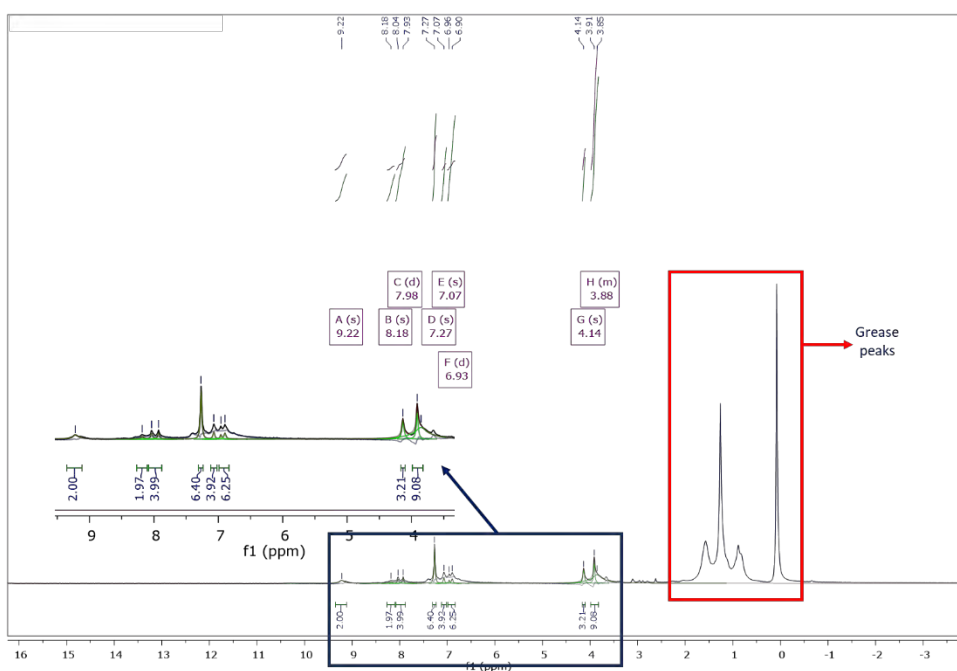 9.22
8.18
8.04
7.93
7.27
7.07
6.96
6.90
4.14
3.91
3.85
C (d)
7.98
E (s)
7.07
H (m)
3.88
A (s)
9.22
B (s)
8.18
D (s)
7.27
G (s)
4.14
F (d)
6.93
Grease
peaks
2.00
1.97
3.99
6.40
3.92
6.25
3.21
9.08
9 8 7 6 5 4
f1 (ppm)
2.00
1.97
3.99
6.40
3.92
6.25
3.21
9.08
16 15 14 13 12 11 10 9 8 7 6 5 4 3 2 1 0 -1 -2 -3
f1 (ppm)